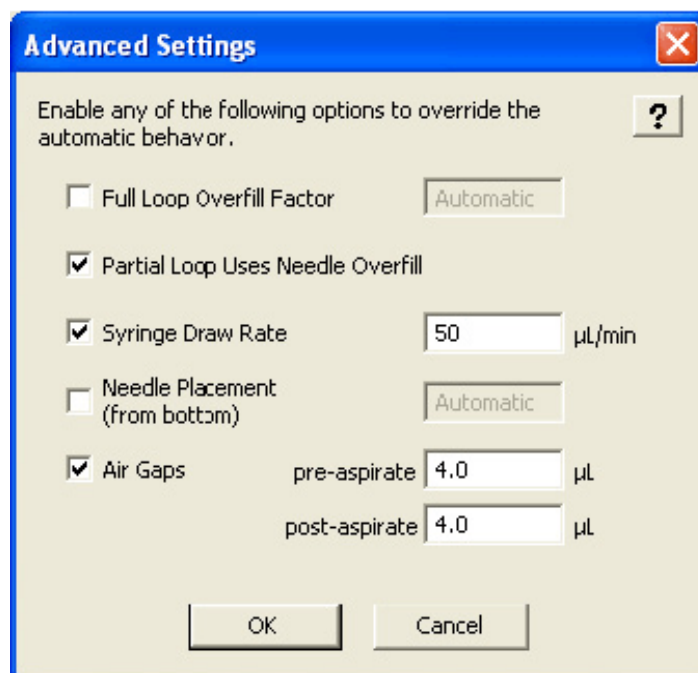 Advanced Settings
Enable any of the following options to override the
automatic behavor.
?
Full Loop Overfill Factor Automatic
Partial Loop Uses Needle Overfill
Syringe Draw Rate 50 µL/min
Needle Placement
(from bottom) Automatic
Air Gaps pre-aspirate 4.0 µL
post-aspirate 4.0 µL
OK Cancel